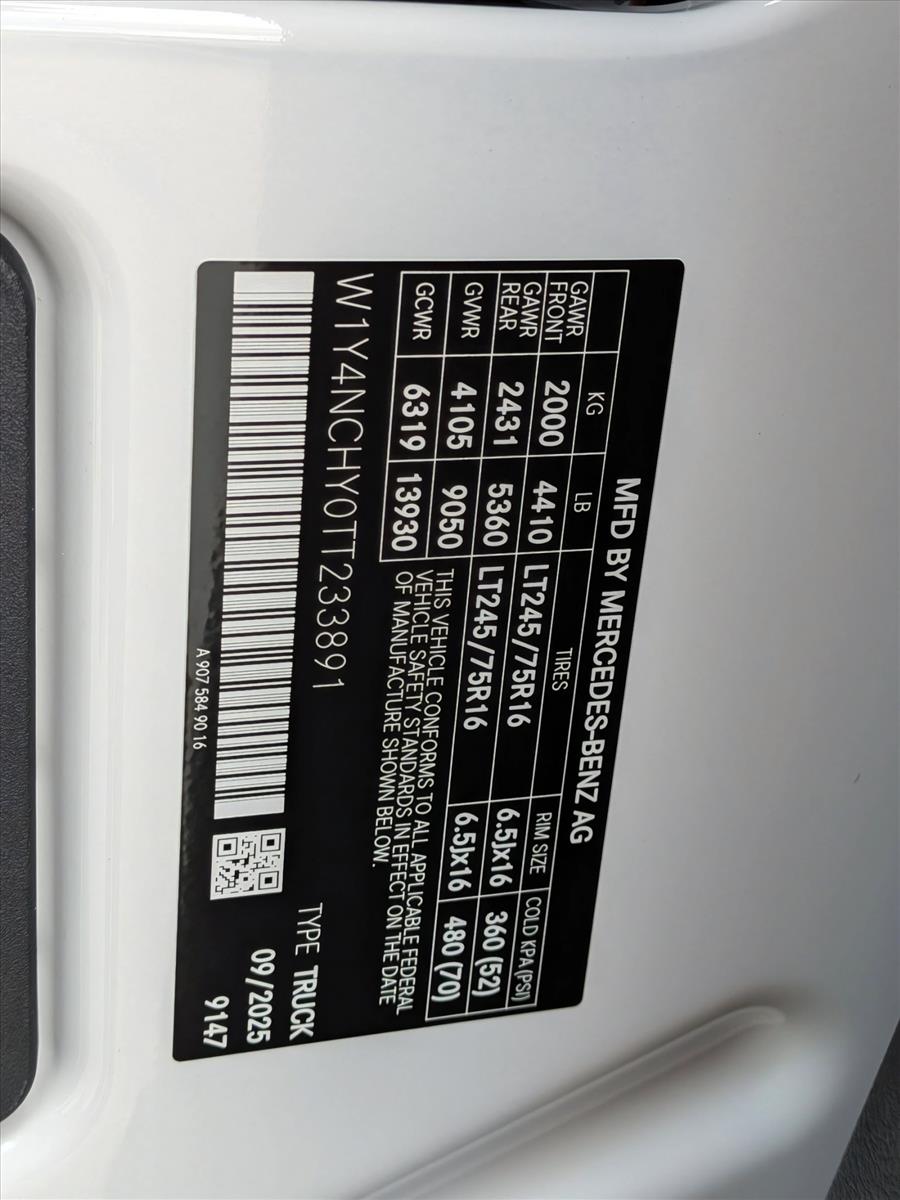 MFD BY MERCEDES-BENZ AG
KG LB TIRES RIM SIZE COLD KPA (PSI)
GAWR FRONT 2000 4410 LT245/75R16 6.5Jx16 360 (52)
GAWR REAR 2431 5360 LT245/75R16 6.5Jx16 480 (70)
GVWR 4105 9050
GCWR 6319 13930
THIS VEHICLE CONFORMS TO ALL APPLICABLE FEDERAL
VEHICLE SAFETY STANDARDS IN EFFECT ON THE DATE
OF MANUFACTURE SHOWN BELOW.
W1Y4NCHY0TT233891
TYPE TRUCK
09/2025
9147
A 907 584 90 16